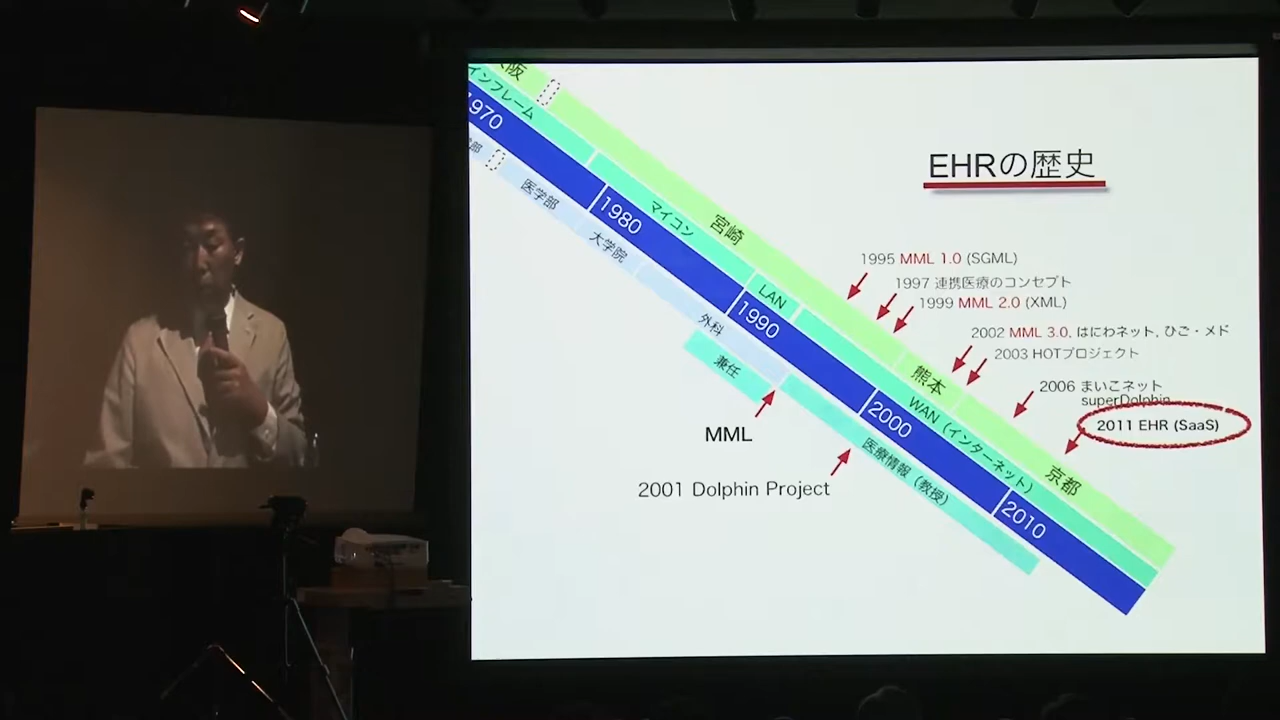 EHRの歴史
阪
インフレーム
1970
部
医学部
1980
マイコン
宮崎
大学院
LAN
1990
外科
兼任
1995 MML 1.0 (SGML)
1997 連携医療のコンセプト
1999 MML 2.0 (XML)
2002 MML 3.0, はにわネット, ひご・メド
2003 HOTプロジェクト
2006 まいこネット
superDolphin
2011 EHR (SaaS)
熊本
WAN (インターネット)
2000
医療情報 (教授)
京都
2010
MML
2001 Dolphin Project